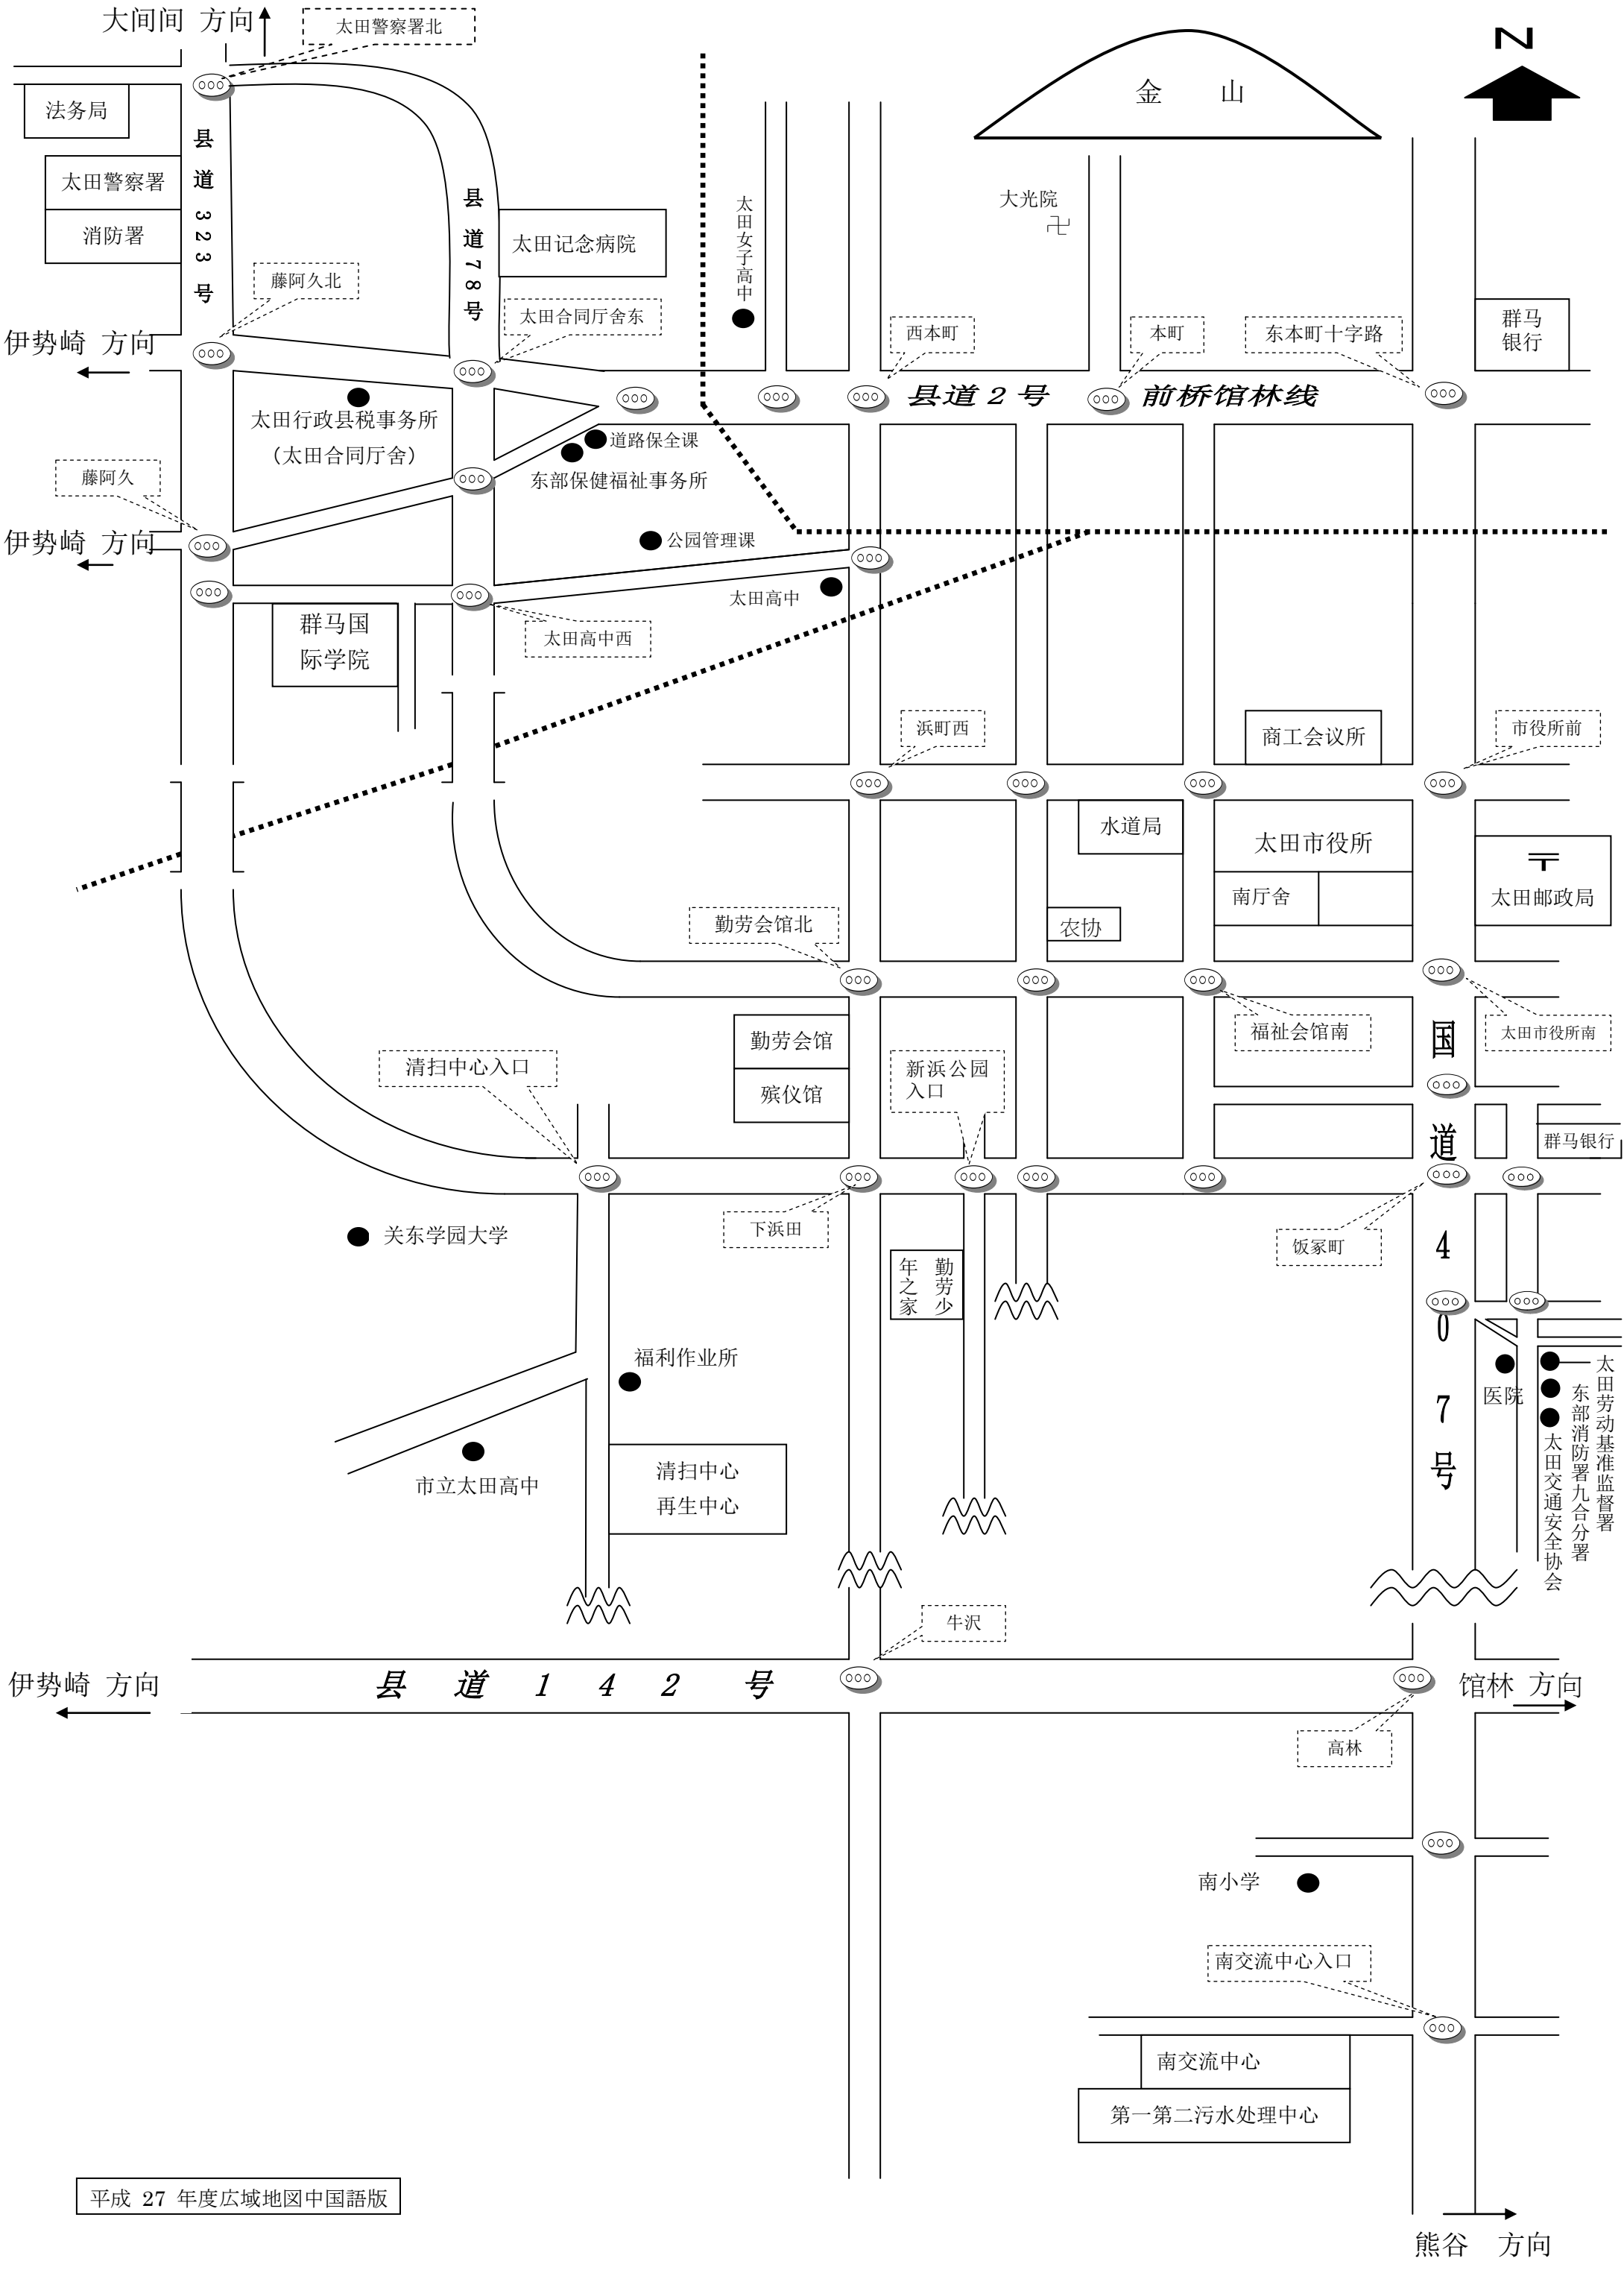 大间间 方向
太田警察署北
N
金 山
法务局
县道323号
太田警察署
消防署
县道78号
太田记念病院
太田女子高中
大光院
卍
藤阿久北
太田合同厅舍东
西本町
本町
东本町十字路
群马
银行
伊势崎 方向
县道2号 前桥馆林线
太田行政县税事务所
（太田合同厅舍）
道路保全课
东部保健福祉事务所
藤阿久
伊势崎 方向
公园管理课
太田高中
群马国
际学院
太田高中西
浜町西
商工会议所
市役所前
水道局
太田市役所
〒
南厅舍
太田邮政局
农协
勤劳会馆北
国道407号
福祉会馆南
太田市役所南
勤劳会馆
殡仪馆
清扫中心入口
新浜公园
入口
群马银行
关东学园大学
下浜田
饭冢町
勤劳少
年之家
福利作业所
医院
太田劳动基准监督署
东部消防署九合分署
太田交通安全协会
市立太田高中
清扫中心
再生中心
牛沢
伊势崎 方向
县道142号
馆林 方向
高林
南小学
南交流中心入口
南交流中心
第一第二污水处理中心
平成 27 年度広域地図中国語版
熊谷 方向